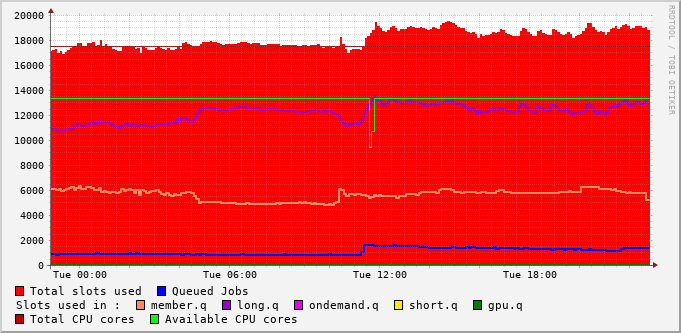 20000
18000
16000
14000
12000
10000
8000
6000
4000
2000
0
Tue 00:00 Tue 06:00 Tue 12:00 Tue 18:00
RRDTOOL / TOBI OETIKER
Total slots used Queued Jobs
Slots used in : member.q long.q ondemand.q short.q gpu.q
Total CPU cores Available CPU cores